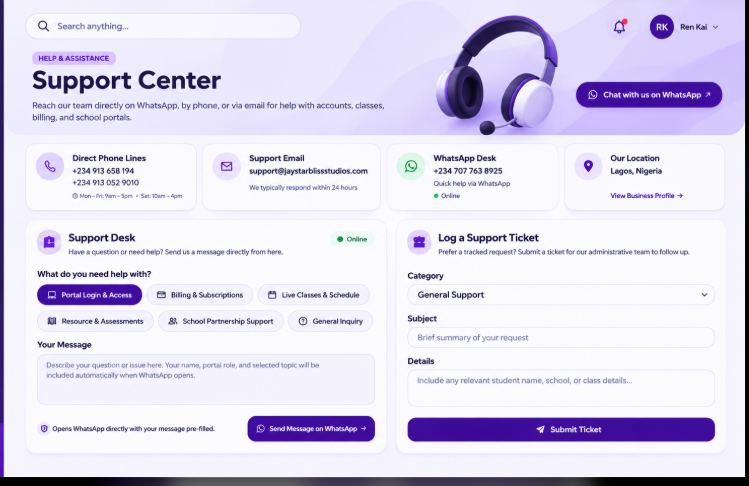 Search anything...
RK
Ren Kai
HELP & ASSISTANCE
Support Center
Reach our team directly on WhatsApp, by phone, or via email for help with accounts, classes,
billing, and school portals.
Chat with us on WhatsApp ↗
Direct Phone Lines
+234 913 658 194
+234 913 052 9010
Mon – Fri: 9am – 5pm • Sat: 10am – 4pm
Support Email
support@jaystarblissstudios.com
We typically respond within 24 hours
WhatsApp Desk
+234 707 763 8925
Quick help via WhatsApp
Online
Our Location
Lagos, Nigeria
View Business Profile →
Support Desk
Have a question or need help? Send us a message directly from here.
Online
What do you need help with?
Portal Login & Access
Billing & Subscriptions
Live Classes & Schedule
Resource & Assessments
School Partnership Support
General Inquiry
Your Message
Describe your question or issue here. Your name, portal role, and selected topic will be
included automatically when WhatsApp opens.
Opens WhatsApp directly with your message pre-filled.
Send Message on WhatsApp →
Log a Support Ticket
Prefer a tracked request? Submit a ticket for our administrative team to follow up.
Category
General Support
Subject
Brief summary of your request
Details
Include any relevant student name, school, or class details...
Submit Ticket